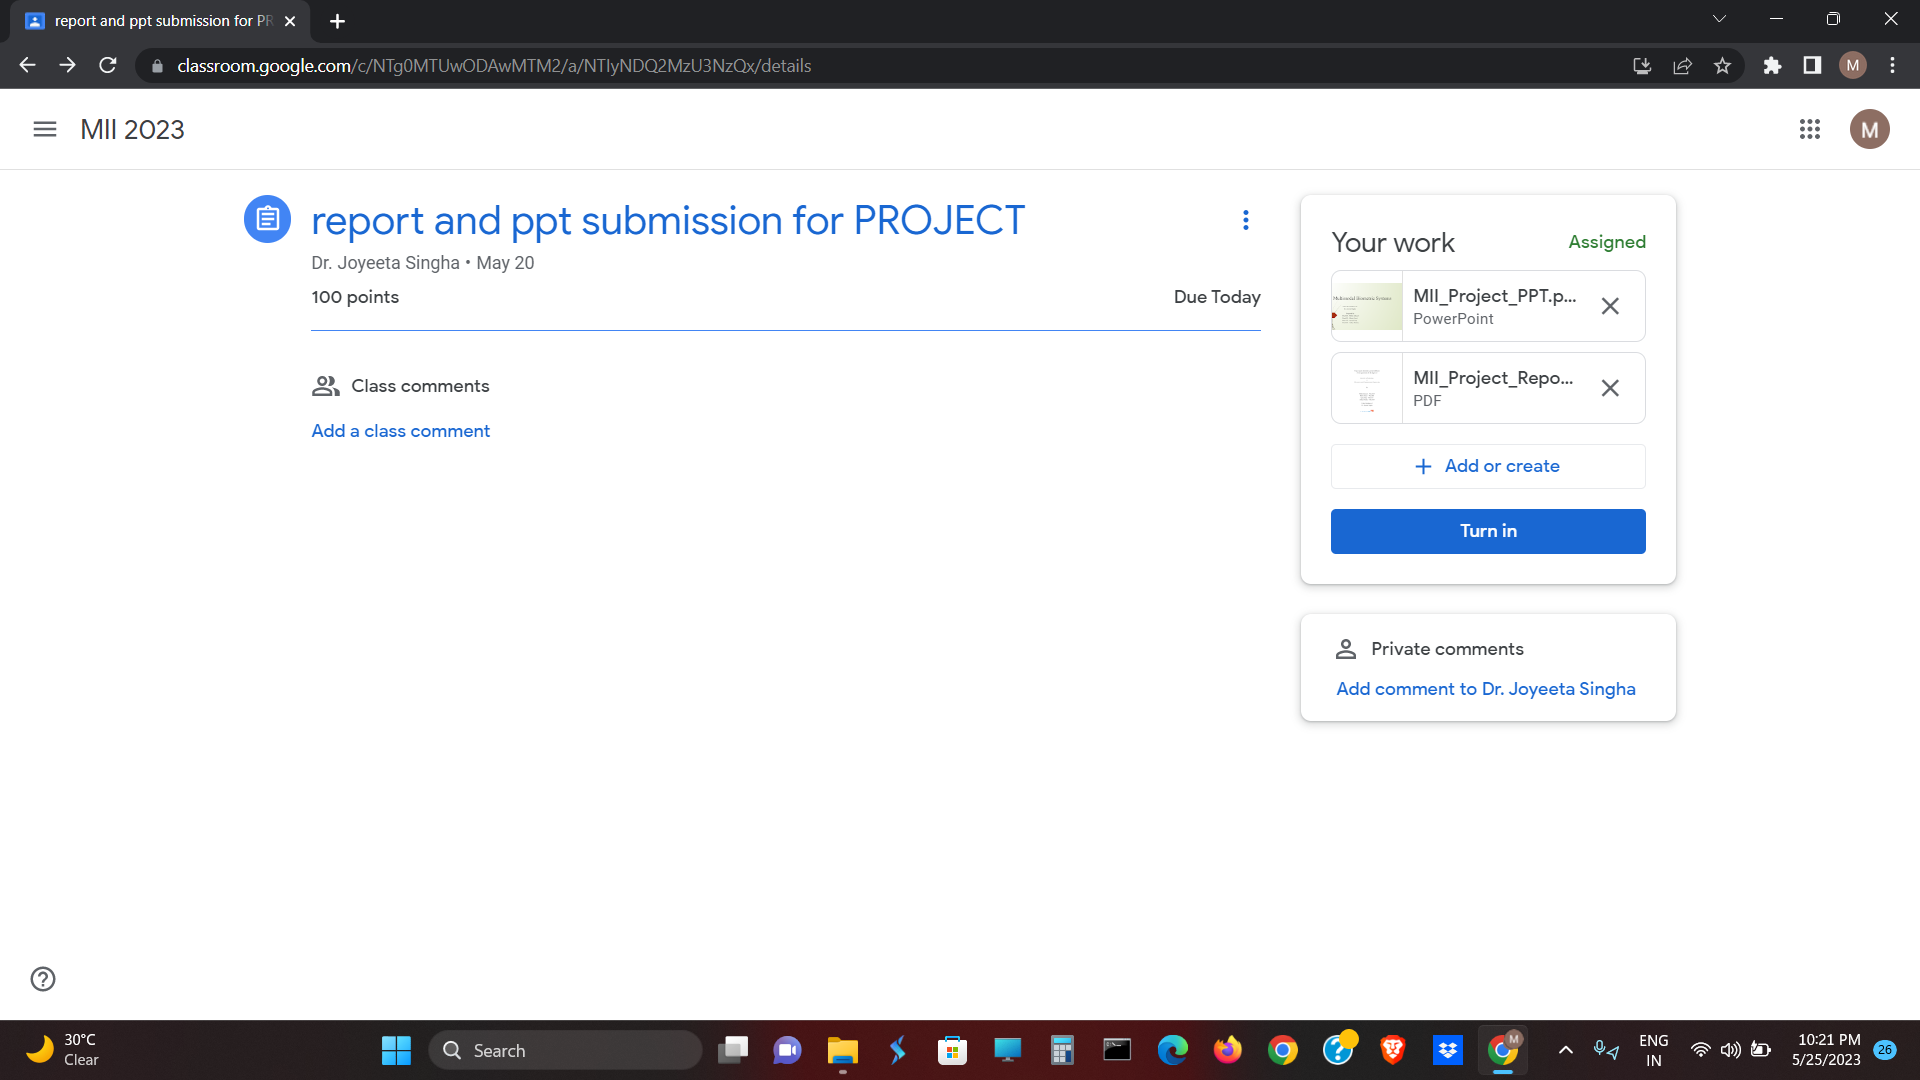 report and ppt submission for PR
classroom.google.com/c/NTg0MTUwODAwMTM2/a/NTIyNDQ2MzU3NzQx/details
M
MII 2023
M
report and ppt submission for PROJECT
Dr. Joyeeta Singha • May 20
100 points
Due Today
Class comments
Add a class comment
Your work
Assigned
Multimodal Biometric Systems
MII_Project_PPT.p...
PowerPoint
MII_Project_Repo...
PDF
+ Add or create
Turn in
Private comments
Add comment to Dr. Joyeeta Singha
30°C
Clear
Search
M
ENG
IN
10:21 PM
5/25/2023
26